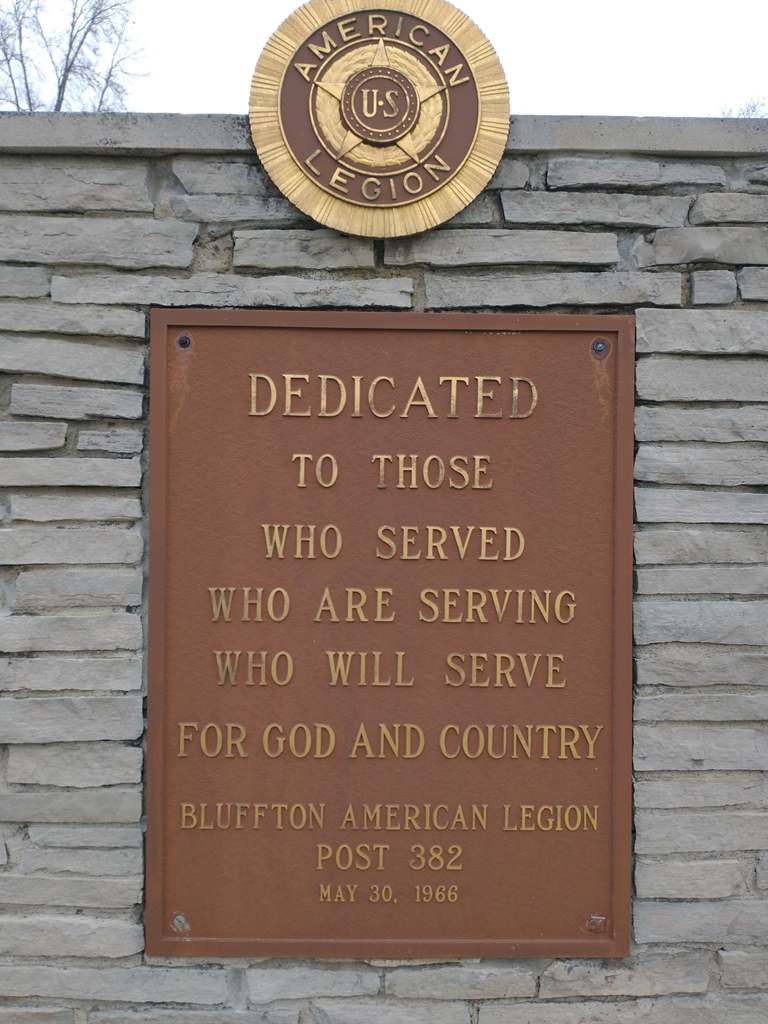 AMERICAN
U·S
LEGION
DEDICATED
TO THOSE
WHO SERVED
WHO ARE SERVING
WHO WILL SERVE
FOR GOD AND COUNTRY
BLUFFTON AMERICAN LEGION
POST 382
MAY 30, 1966